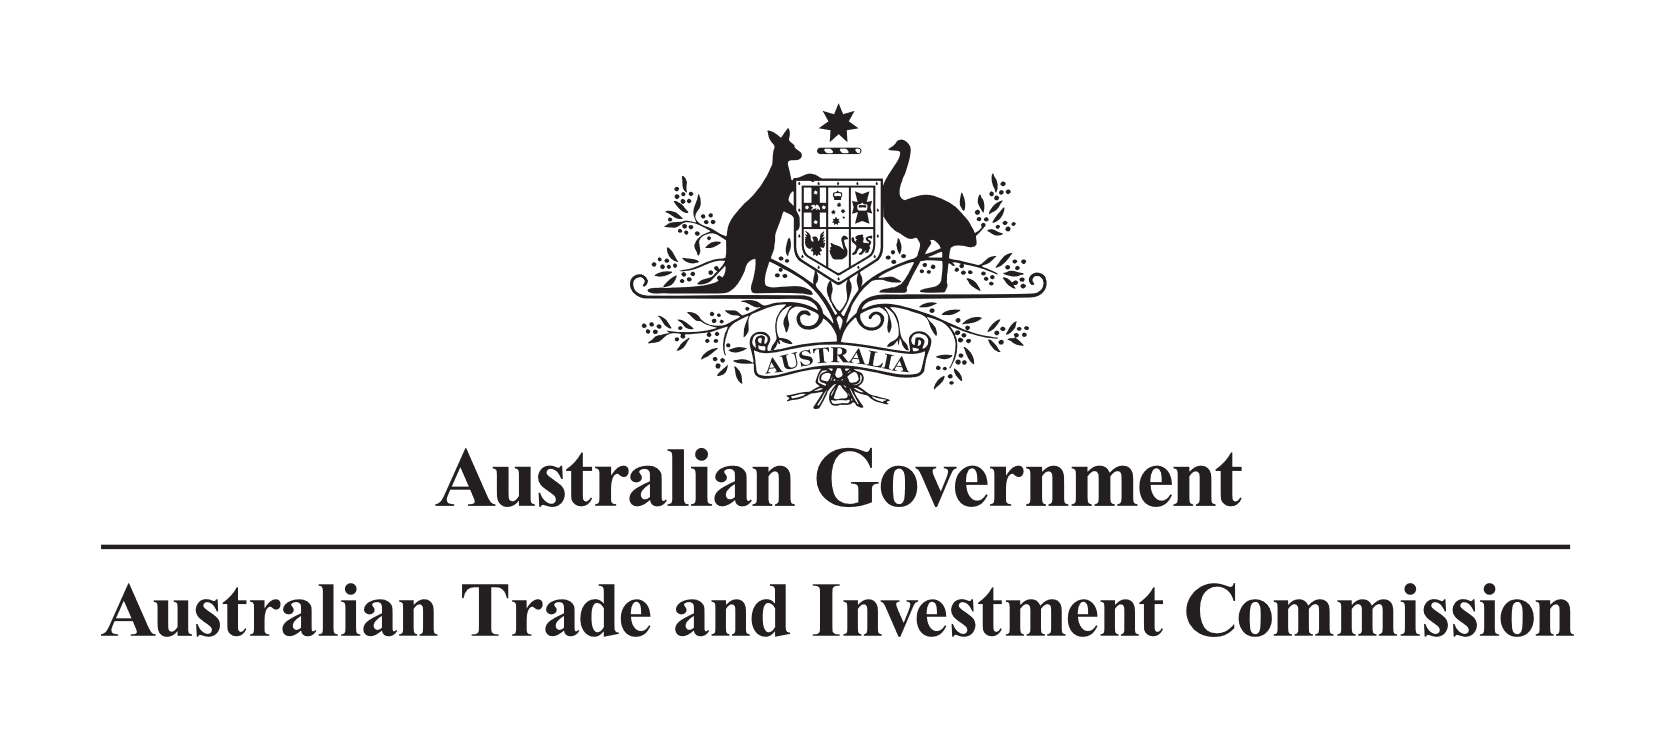 AUSTRALIA
Australian Government
Australian Trade and Investment Commission